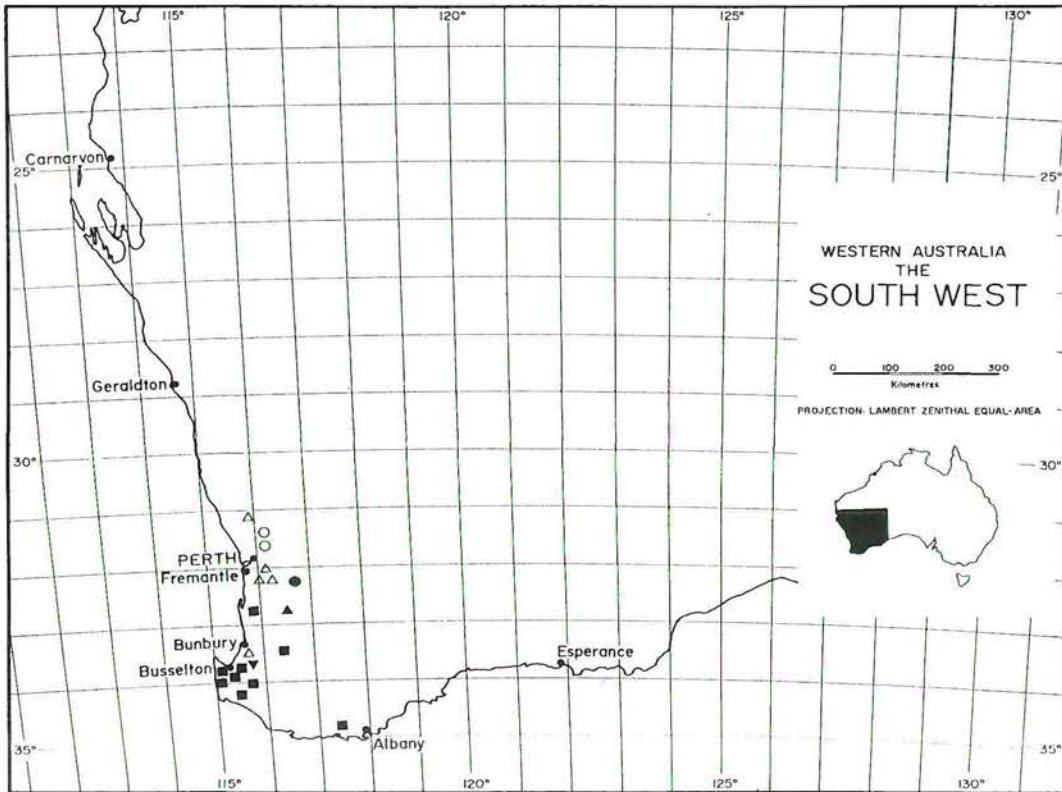 115°
120°
125°
130°
Carnarvon
25°
25°
WESTERN AUSTRALIA
THE
SOUTH WEST
0 100 200 300
Kilometres
PROJECTION: LAMBERT ZENITHAL EQUAL-AREA
Geraldton
30°
30°
PERTH
Fremantle
Bunbury
Busselton
Esperance
Albany
35°
35°
115°
120°
125°
130°